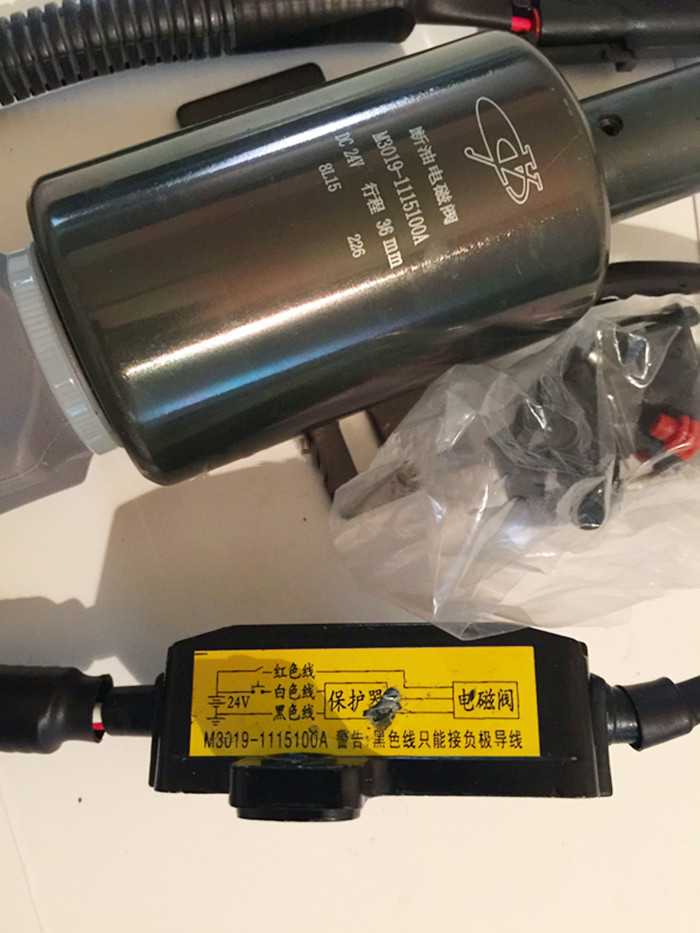 断油电磁阀
M3019-1115100A
DC 24V 行程 36mm
8L15 226
红色线
24V 白色线 保护器 电磁阀
黑色线
M3019-1115100A 警告:黑色线只能接负极导线